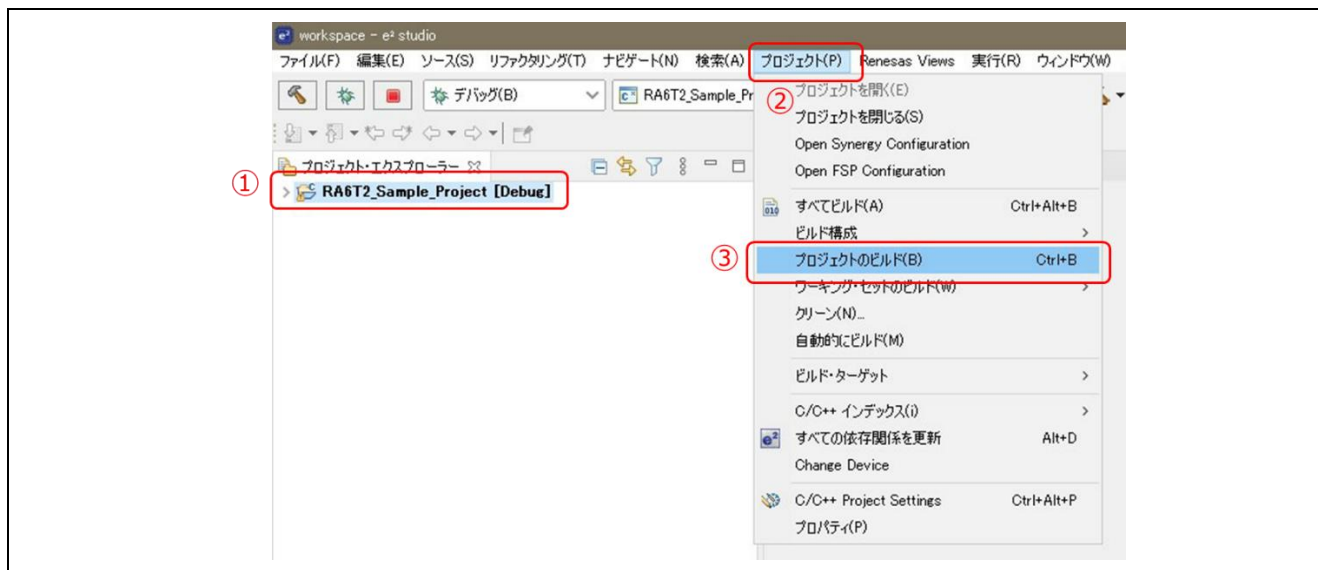 workspace - e² studio
ファイル(F) 編集(E) ソース(S) リファクタリング(T) ナビゲート(N) 検索(A) プロジェクト(P) Renesas Views 実行(R) ウィンドウ(W)
デバッグ(B) RA6T2_Sample_Pr
② プロジェクトを開く(E)
プロジェクトを閉じる(S)
Open Synergy Configuration
Open FSP Configuration
プロジェクト・エクスプローラー
① RA6T2_Sample_Project [Debug]
010 すべてビルド(A) Ctrl+Alt+B
ビルド構成 >
③ プロジェクトのビルド(B) Ctrl+B
ワーキング・セットのビルド(W) >
クリーン(N)...
自動的にビルド(M)
ビルド・ターゲット >
C/C++ インデックス(i) >
e² すべての依存関係を更新 Alt+D
Change Device
C/C++ Project Settings Ctrl+Alt+P
プロパティ(P)